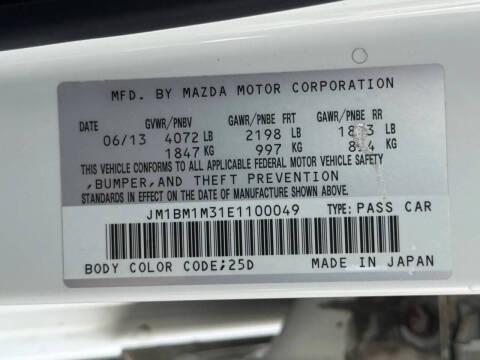 MFD. BY MAZDA MOTOR CORPORATION
GVWR/PNBV GAWR/PNBE FRT GAWR/PNBE RR
06/13 4072 LB 2198 LB LB
1847 KG 997 KG KG
THIS VEHICLE CONFORMS TO ALL APPLICABLE FEDERAL MOTOR VEHICLE SAFETY
,BUMPER,AND THEFT PREVENTION
STANDARDS IN EFFECT ON THE DATE OF MANUFACTURE SHOWN ABOVE.
JM1BM1M31E1100049 TYPE: PASS CAR
BODY COLOR CODE;25D MADE IN JAPAN